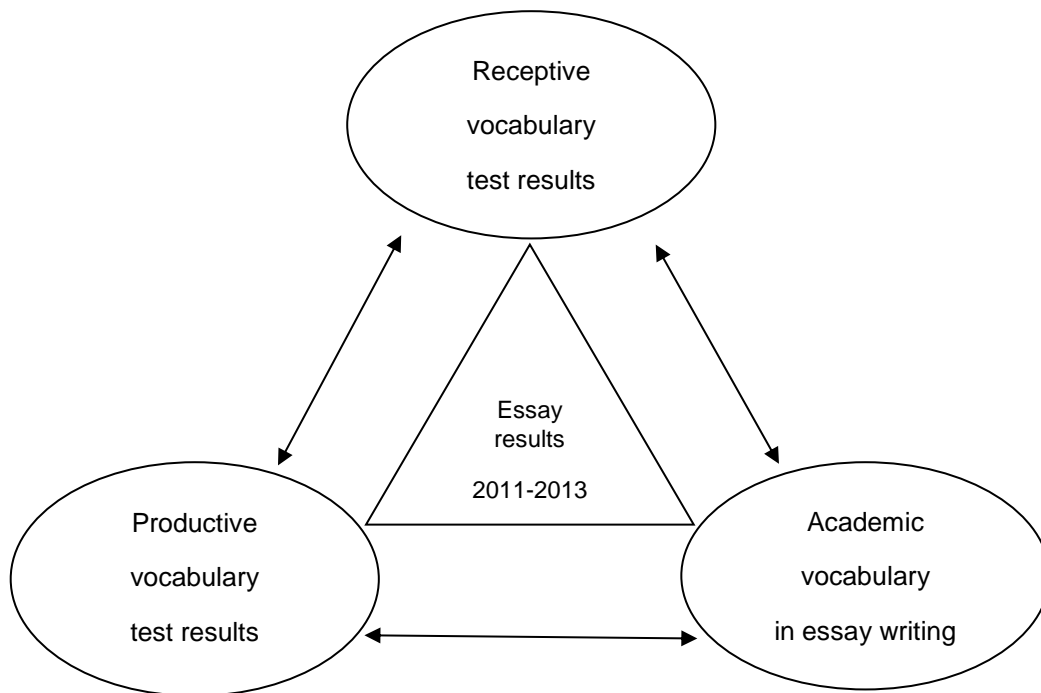 Receptive
vocabulary
test results
Essay
results
2011-2013
Productive
vocabulary
test results
Academic
vocabulary
in essay writing